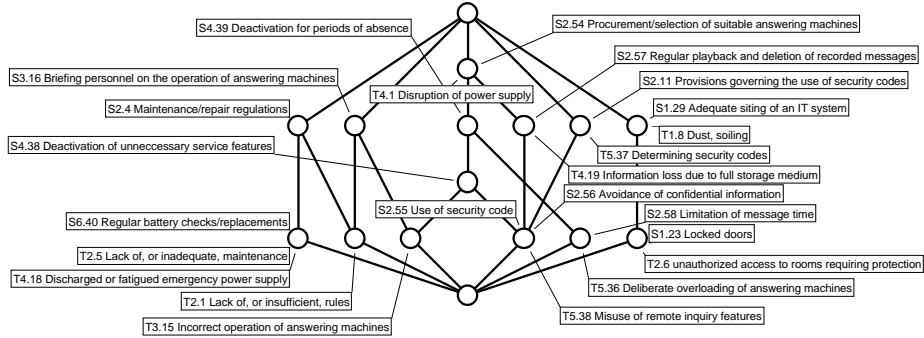 S4.39 Deactivation for periods of absence
S2.54 Procurement/selection of suitable answering machines
S2.57 Regular playback and deletion of recorded messages
S3.16 Briefing personnel on the operation of answering machines
S2.11 Provisions governing the use of security codes
T4.1 Disruption of power supply
S2.4 Maintenance/repair regulations
S1.29 Adequate siting of an IT system
T1.8 Dust, soiling
S4.38 Deactivation of unneccessary service features
T5.37 Determining security codes
T4.19 Information loss due to full storage medium
S2.56 Avoidance of confidential information
S2.55 Use of security code
S2.58 Limitation of message time
S6.40 Regular battery checks/replacements
S1.23 Locked doors
T2.5 Lack of, or inadequate, maintenance
T2.6 unauthorized access to rooms requiring protection
T4.18 Discharged or fatigued emergency power supply
T5.36 Deliberate overloading of answering machines
T2.1 Lack of, or insufficient, rules
T5.38 Misuse of remote inquiry features
T3.15 Incorrect operation of answering machines